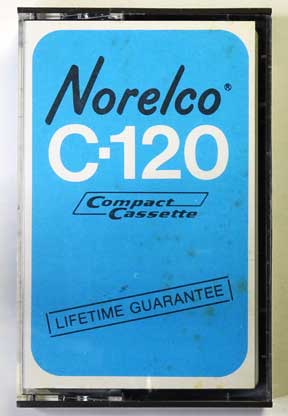 Norelco®
C·120
Compact
Cassette
LIFETIME GUARANTEE